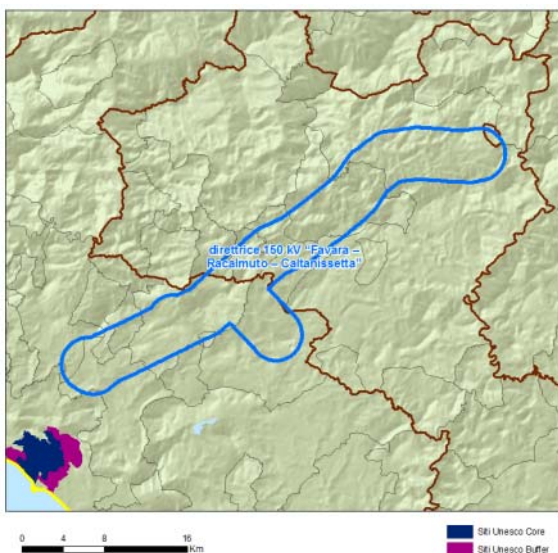 direttrice 150 kV "Favara –
Racalmuto – Caltanissetta"
0 4 8 16
Km
Siti Unesco Core
Siti Unesco Buffer